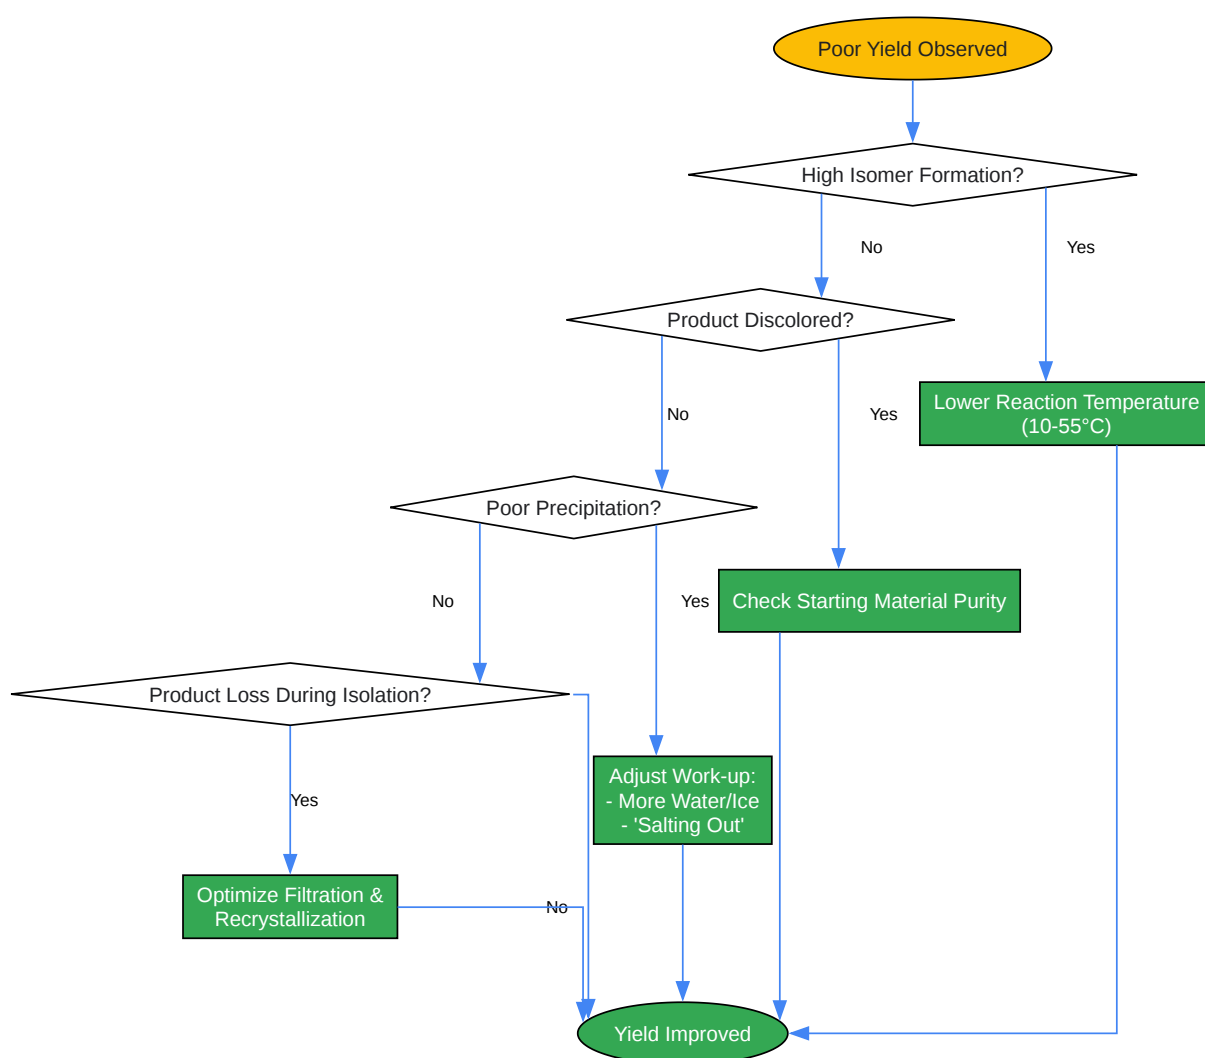 Poor Yield Observed
High Isomer Formation?
No
Yes
Product Discolored?
Lower Reaction Temperature
(10-55°C)
No
Yes
Poor Precipitation?
Check Starting Material Purity
No
Yes
Product Loss During Isolation?
Adjust Work-up:
- More Water/Ice
- 'Salting Out'
Yes
Optimize Filtration &
Recrystallization
No
Yield Improved